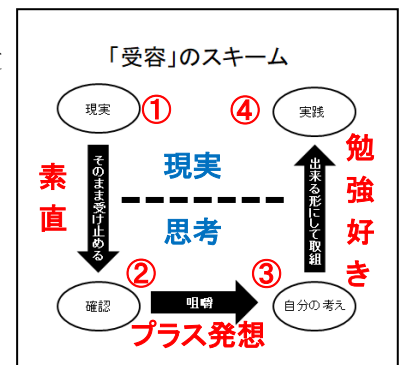 「受容」のスキーム
現実 ①
④ 実践
素直
そのまま受け止める
現実
思考
出来る形にして取組
勉強好き
②
③
確認
咀嚼
自分の考え
プラス発想